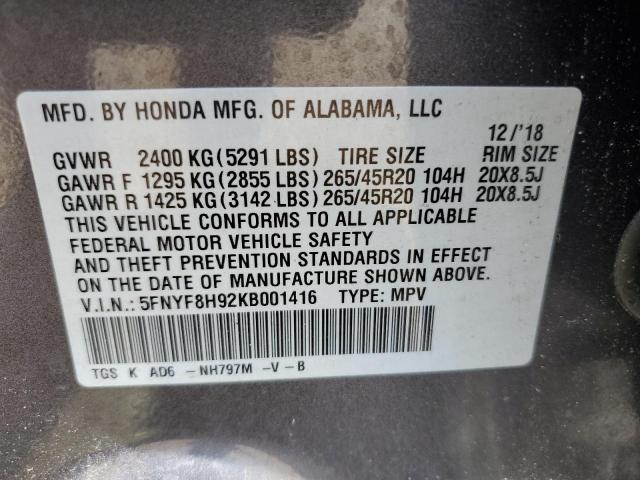 MFD. BY HONDA MFG. OF ALABAMA, LLC
12/'18
GVWR 2400 KG(5291 LBS) TIRE SIZE RIM SIZE
GAWR F 1295 KG(2855 LBS)265/45R20 104H 20X8.5J
GAWR R 1425 KG(3142 LBS)265/45R20 104H 20X8.5J
THIS VEHICLE CONFORMS TO ALL APPLICABLE
FEDERAL MOTOR VEHICLE SAFETY
AND THEFT PREVENTION STANDARDS IN EFFECT
ON THE DATE OF MANUFACTURE SHOWN ABOVE.
V.I.N.: 5FNYF8H92KB001416 TYPE: MPV
TGS K AD6 -NH797M -V-B